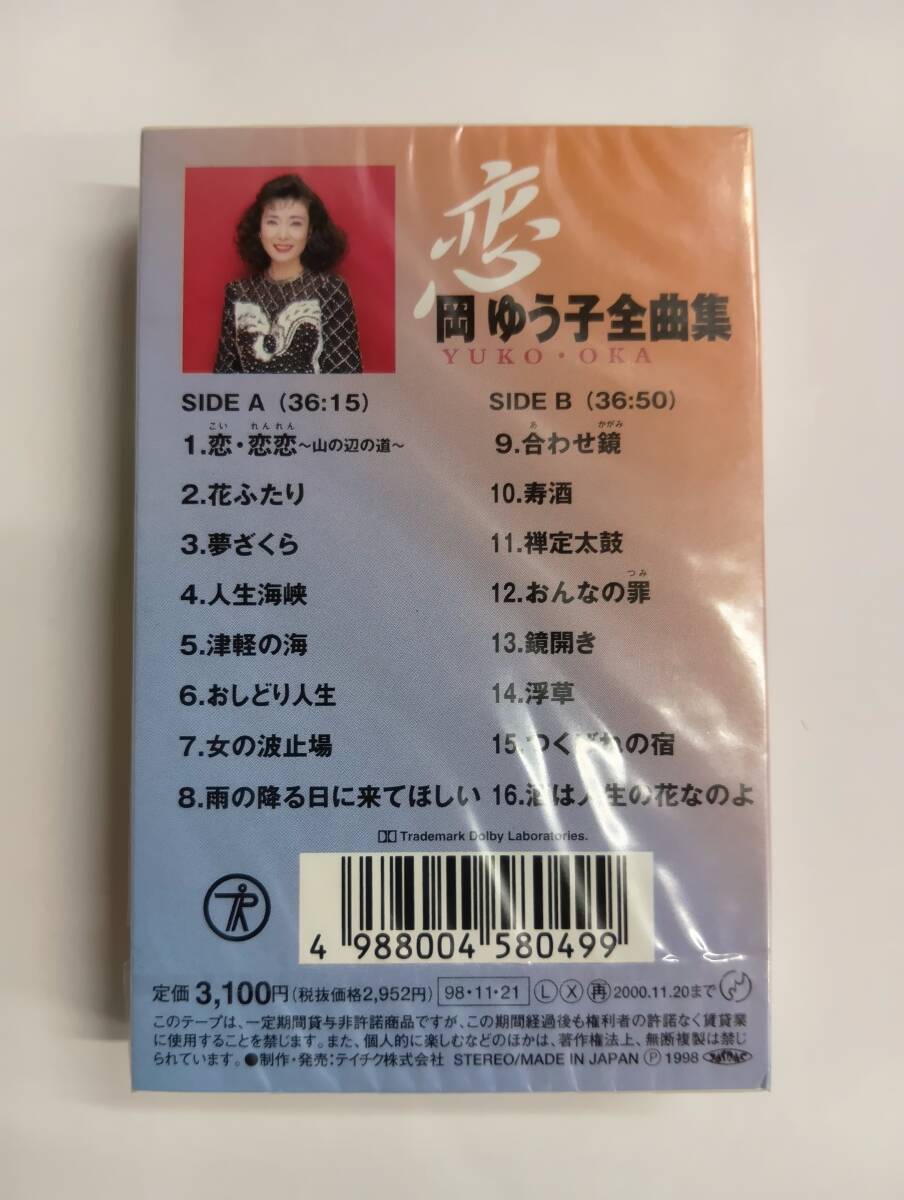 恋
岡ゆう子全曲集
YUKO・OKA
SIDE A (36:15)
こい れんれん
1.恋・恋恋～山の辺の道～
2.花ふたり
3.夢ざくら
4.人生海峡
5.津軽の海
6.おしどり人生
7.女の波止場
8.雨の降る日に来てほしい
SIDE B (36:50)
あ かがみ
9.合わせ鏡
10.寿酒
11.禅定太鼓
つみ
12.おんなの罪
13.鏡開き
14.浮草
15.つくばれの宿
16.酒は人生の花なのよ
Trademark Dolby Laboratories.
4 988004 580499
定価3,100円(税抜価格2,952円) 98・11・21 Ⓛ Ⓧ ㊢ 2000.11.20まで
このテープは、一定期間貸与非許諾商品ですが、この期間経過後も権利者の許諾なく賃貸業
に使用することを禁じます。また、個人的に楽しむなどのほかは、著作権法上、無断複製は禁じ
られています。●制作・発売:テイチク株式会社 STEREO/MADE IN JAPAN Ⓟ 1998